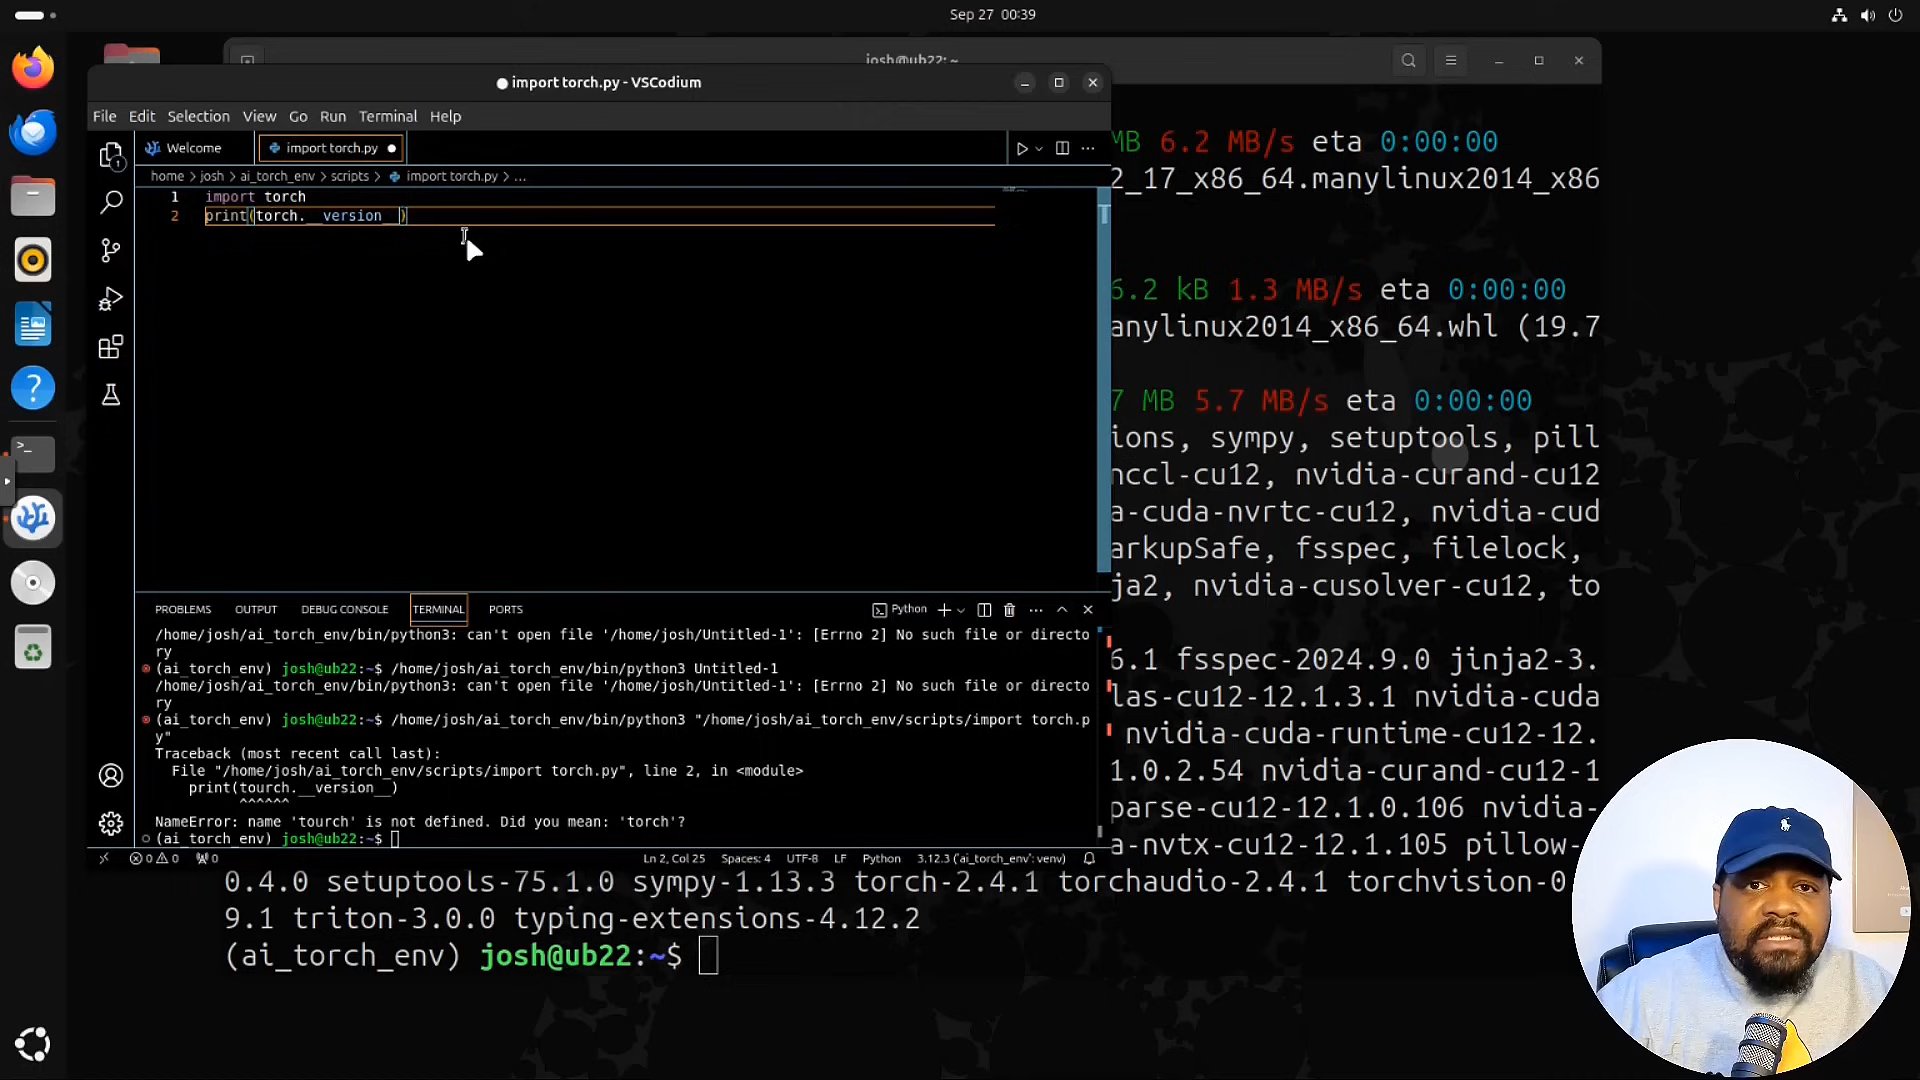 Sep 27 00:39
josh@ub22: ~
import torch.py - VSCodium
File Edit Selection View Go Run Terminal Help
Welcome
import torch.py
home > josh > ai_torch_env > scripts > import torch.py > ...
1 import torch
2 print(torch.__version__)
MB 6.2 MB/s eta 0:00:00
2_17_x86_64.manylinux2014_x86
6.2 kB 1.3 MB/s eta 0:00:00
anylinux2014_x86_64.whl (19.7
7 MB 5.7 MB/s eta 0:00:00
ions, sympy, setuptools, pill
nccl-cu12, nvidia-curand-cu12
a-cuda-nvrtc-cu12, nvidia-cud
arkupSafe, fsspec, filelock,
ja2, nvidia-cusolver-cu12, to
6.1 fsspec-2024.9.0 jinja2-3.
las-cu12-12.1.3.1 nvidia-cuda
nvidia-cuda-runtime-cu12-12.
1.0.2.54 nvidia-curand-cu12-1
parse-cu12-12.1.0.106 nvidia-
a-nvtx-cu12-12.1.105 pillow-
PROBLEMS OUTPUT DEBUG CONSOLE TERMINAL PORTS
Python
/home/josh/ai_torch_env/bin/python3: can't open file '/home/josh/Untitled-1': [Errno 2] No such file or directo
ry
(ai_torch_env) josh@ub22:~$ /home/josh/ai_torch_env/bin/python3 Untitled-1
/home/josh/ai_torch_env/bin/python3: can't open file '/home/josh/Untitled-1': [Errno 2] No such file or directo
ry
(ai_torch_env) josh@ub22:~$ /home/josh/ai_torch_env/bin/python3 "/home/josh/ai_torch_env/scripts/import torch.p
y"
Traceback (most recent call last):
File "/home/josh/ai_torch_env/scripts/import torch.py", line 2, in <module>
print(tourch.__version__)
^^^^^^
NameError: name 'tourch' is not defined. Did you mean: 'torch'?
(ai_torch_env) josh@ub22:~$
0 0 0 Ln 2, Col 25 Spaces: 4 UTF-8 LF Python 3.12.3 ('ai_torch_env': venv)
0.4.0 setuptools-75.1.0 sympy-1.13.3 torch-2.4.1 torchaudio-2.4.1 torchvision-0
9.1 triton-3.0.0 typing-extensions-4.12.2
(ai_torch_env) josh@ub22:~$